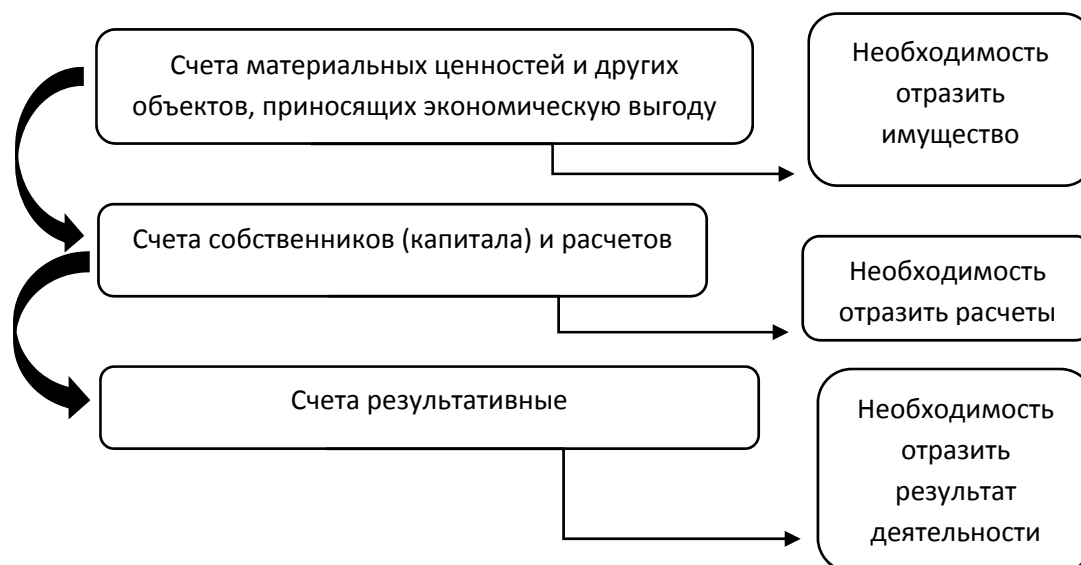 Счета материальных ценностей и других
объектов, приносящих экономическую выгоду
Необходимость
отразить
имущество
Счета собственников (капитала) и расчетов
Необходимость
отразить расчеты
Счета результативные
Необходимость
отразить
результат
деятельности